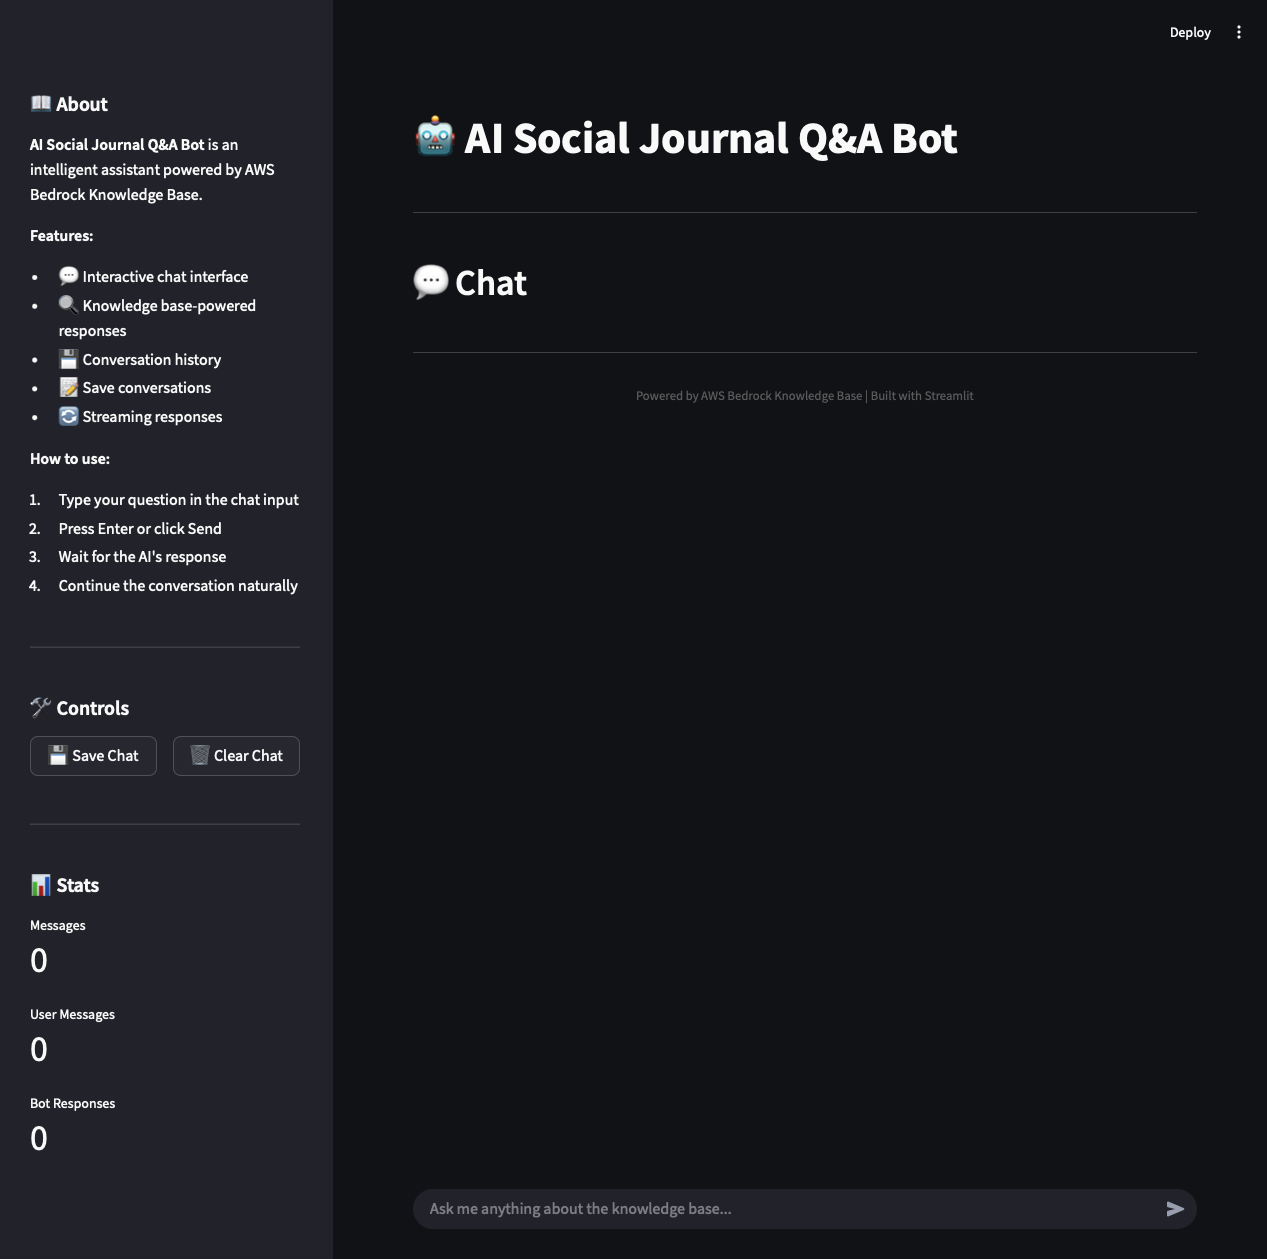 Deploy
📖 About
AI Social Journal Q&A Bot is an
intelligent assistant powered by AWS
Bedrock Knowledge Base.
Features:
• 💬 Interactive chat interface
• 🔍 Knowledge base-powered
responses
• 💾 Conversation history
• 📝 Save conversations
• 🔄 Streaming responses
How to use:
1. Type your question in the chat input
2. Press Enter or click Send
3. Wait for the AI's response
4. Continue the conversation naturally
🛠️ Controls
💾 Save Chat
🗑️ Clear Chat
📊 Stats
Messages
0
User Messages
0
Bot Responses
0
🤖 AI Social Journal Q&A Bot
💬 Chat
Powered by AWS Bedrock Knowledge Base | Built with Streamlit
Ask me anything about the knowledge base...